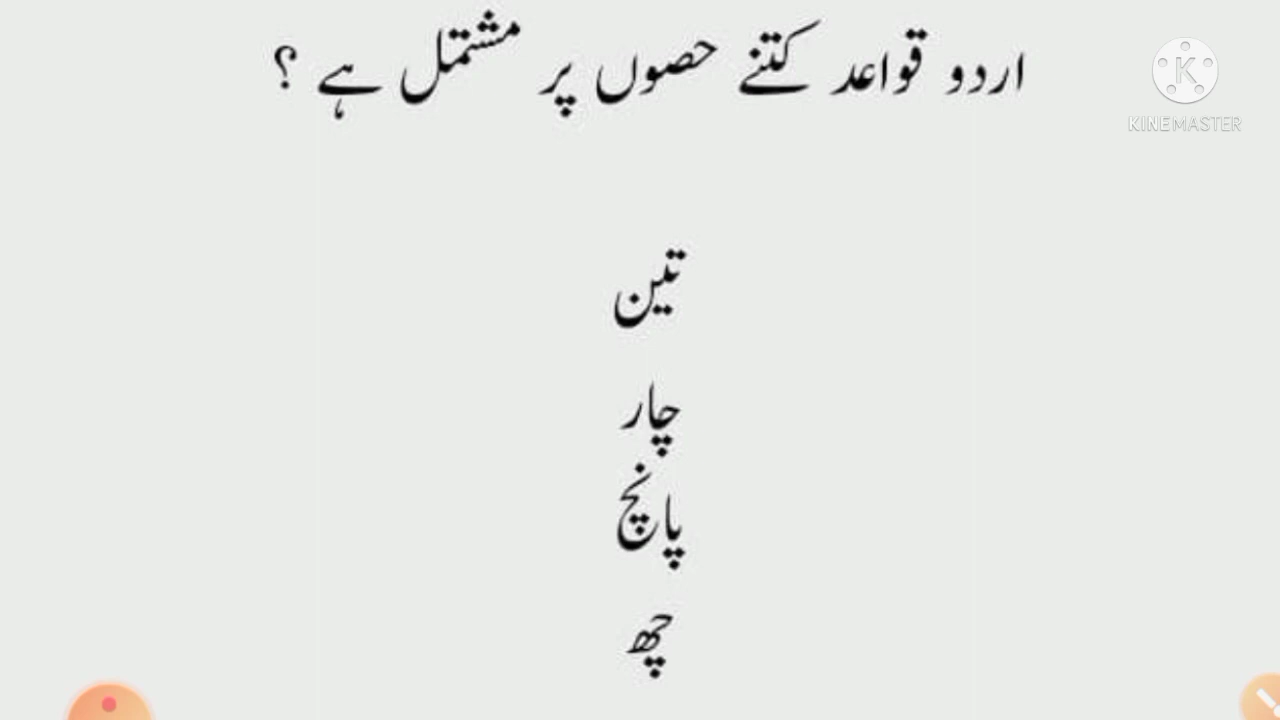 اردو قواعد کتنے حصوں پر مشتمل ہے ؟
K
KINEMASTER
تین
چار
پانچ
چھ